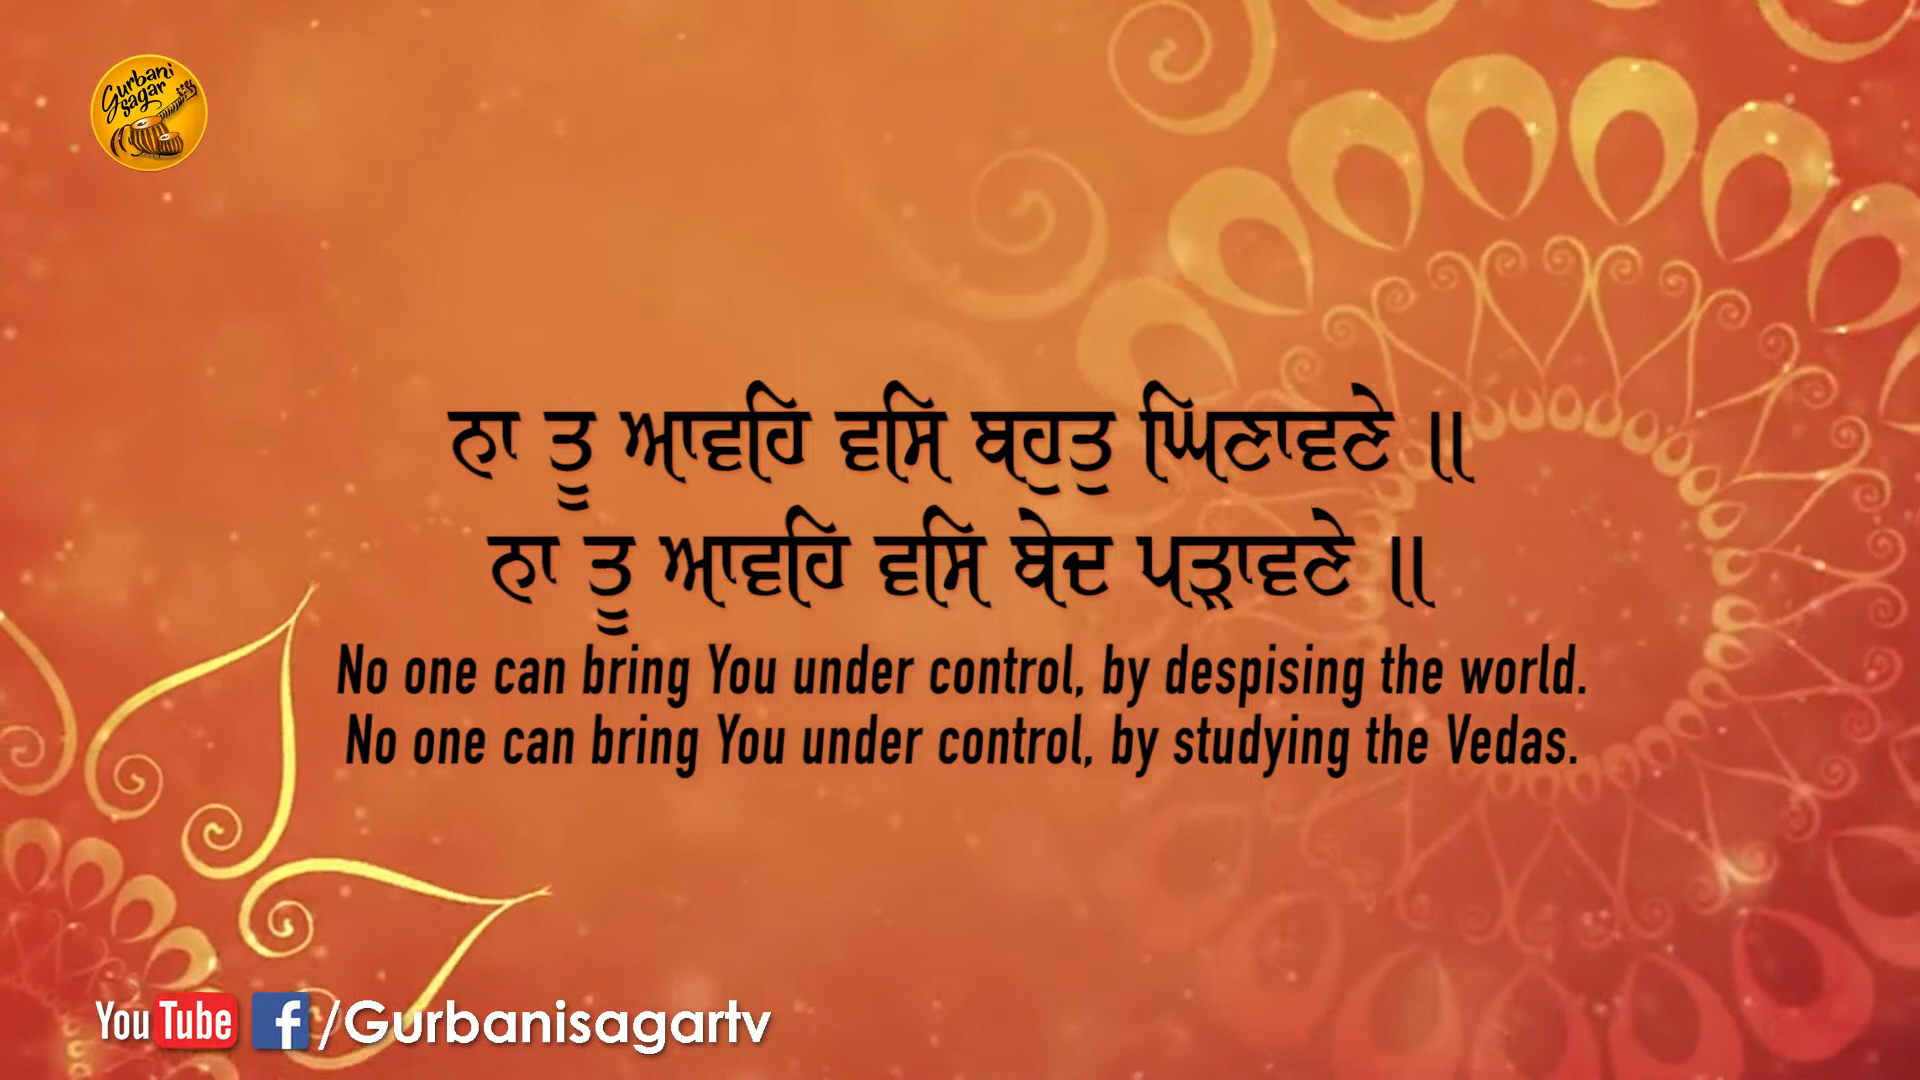 Gurbani
Sagar
ਨਾ ਤੂ ਆਵਹਿ ਵਸਿ ਬਹੁਤੁ ਘਿਣਾਵਣੇ ॥
ਨਾ ਤੂ ਆਵਹਿ ਵਸਿ ਬੇਦ ਪੜਾਵਣੇ ॥
No one can bring You under control, by despising the world.
No one can bring You under control, by studying the Vedas.
You Tube f /Gurbanisagartv